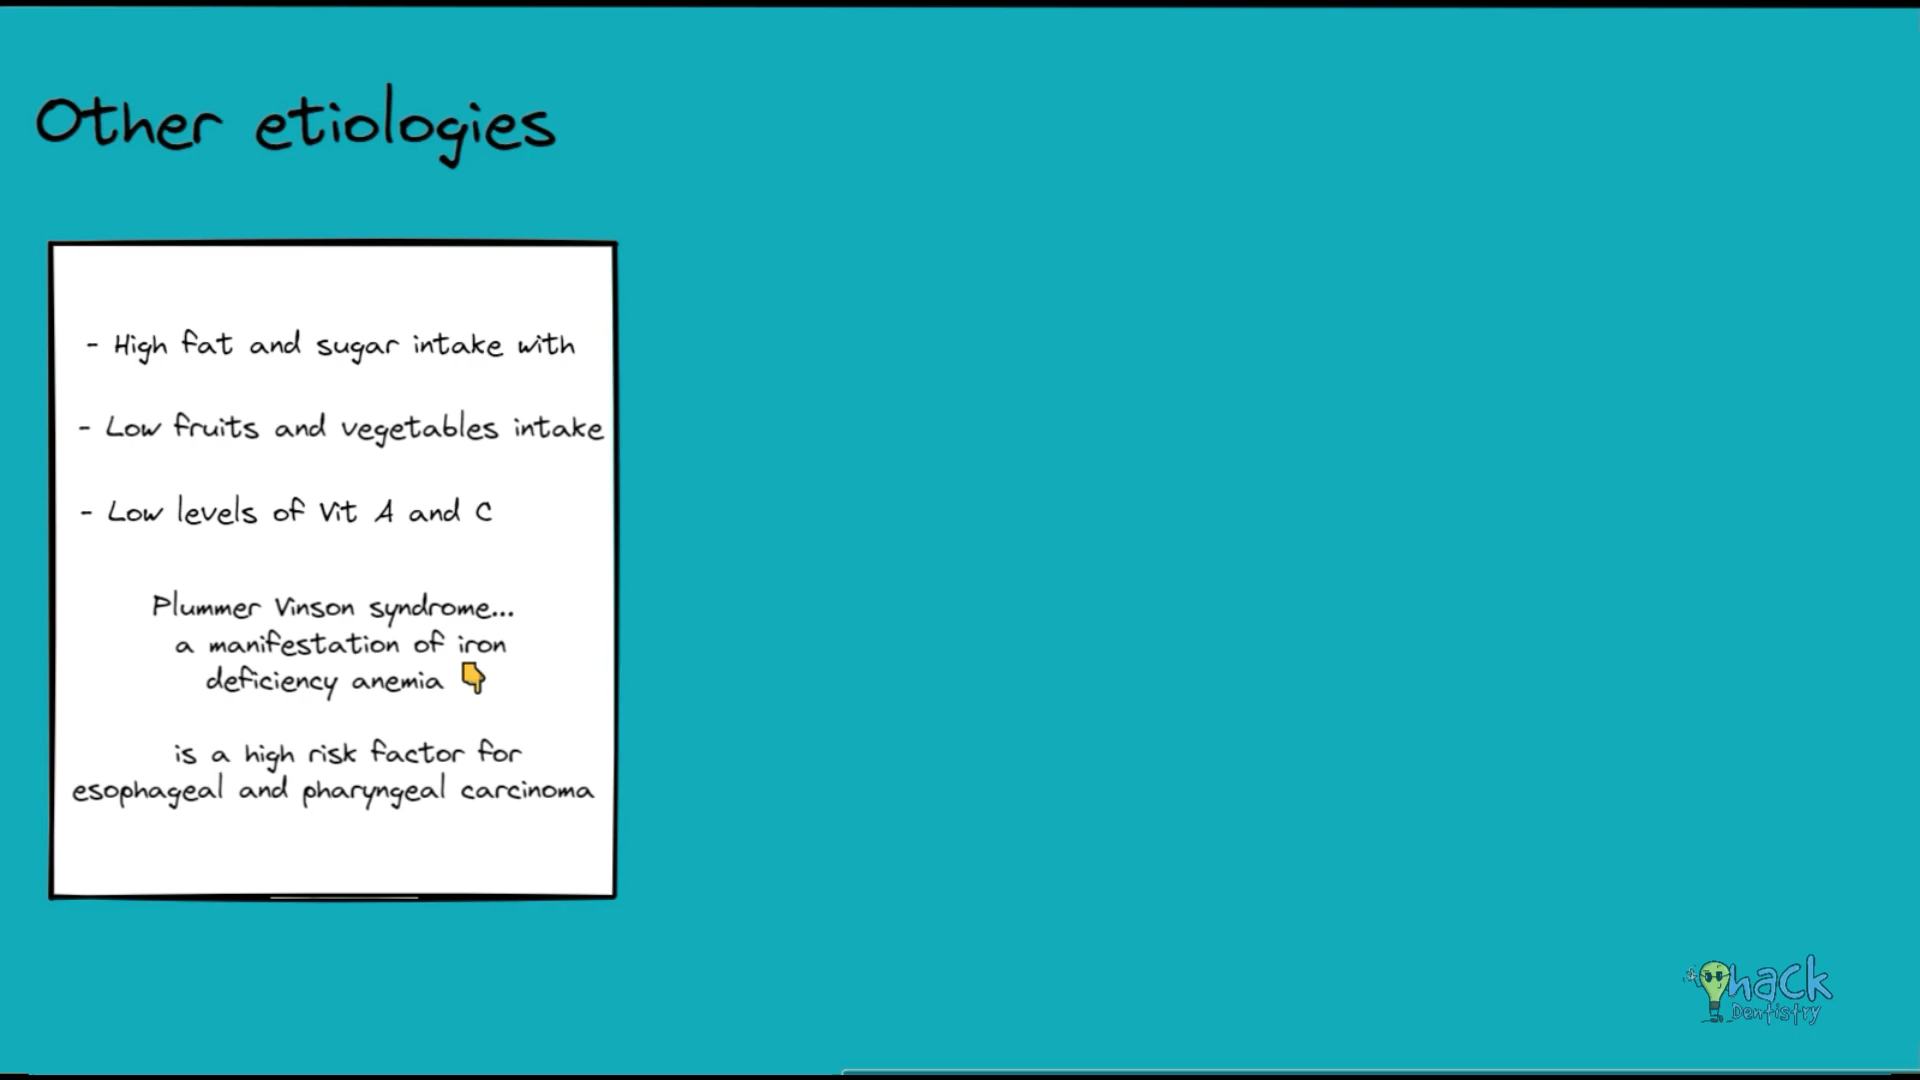 Other etiologies
- High fat and sugar intake with
- Low fruits and vegetables intake
- Low levels of Vit A and C
Plummer Vinson syndrome...
a manifestation of iron
deficiency anemia 👇
is a high risk factor for
esophageal and pharyngeal carcinoma
hack
Dentistry